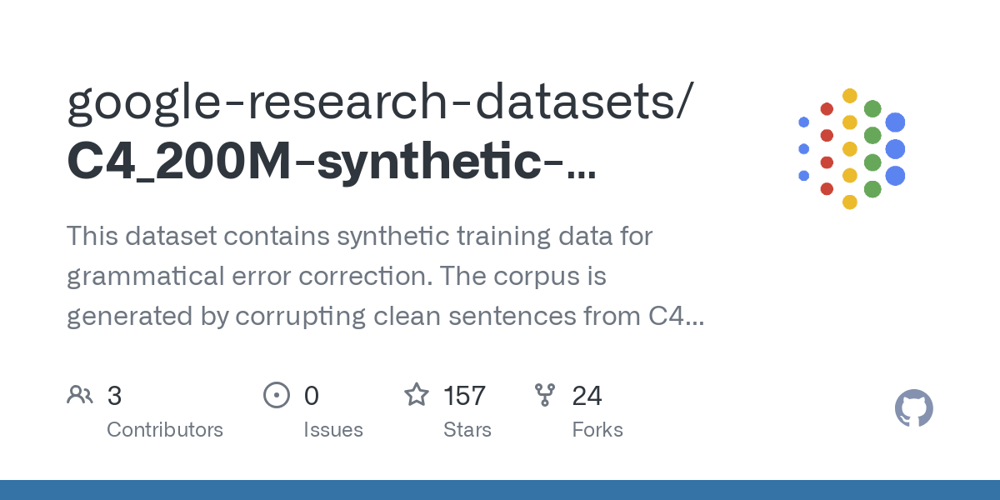 google-research-datasets/
C4_200M-synthetic-...
This dataset contains synthetic training data for
grammatical error correction. The corpus is
generated by corrupting clean sentences from C4...
3
Contributors
0
Issues
157
Stars
24
Forks